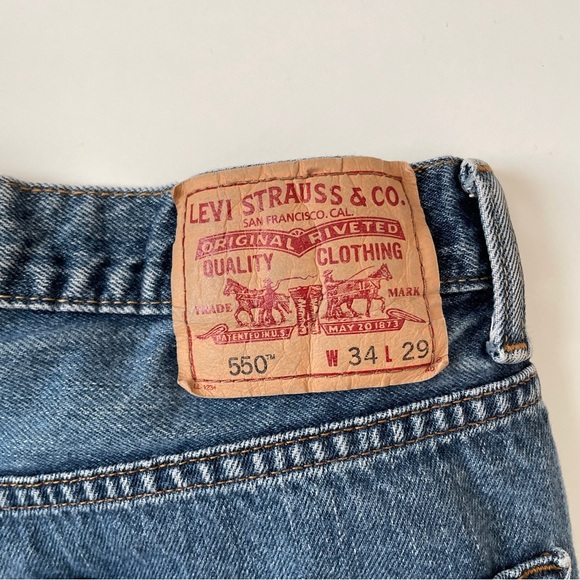 LEVI STRAUSS & CO.
SAN FRANCISCO, CAL.
ORIGINAL RIVETED
QUALITY CLOTHING
TRADE MARK
PATENTED IN U.S. MAY 20 1873
550™ W 34 L 29